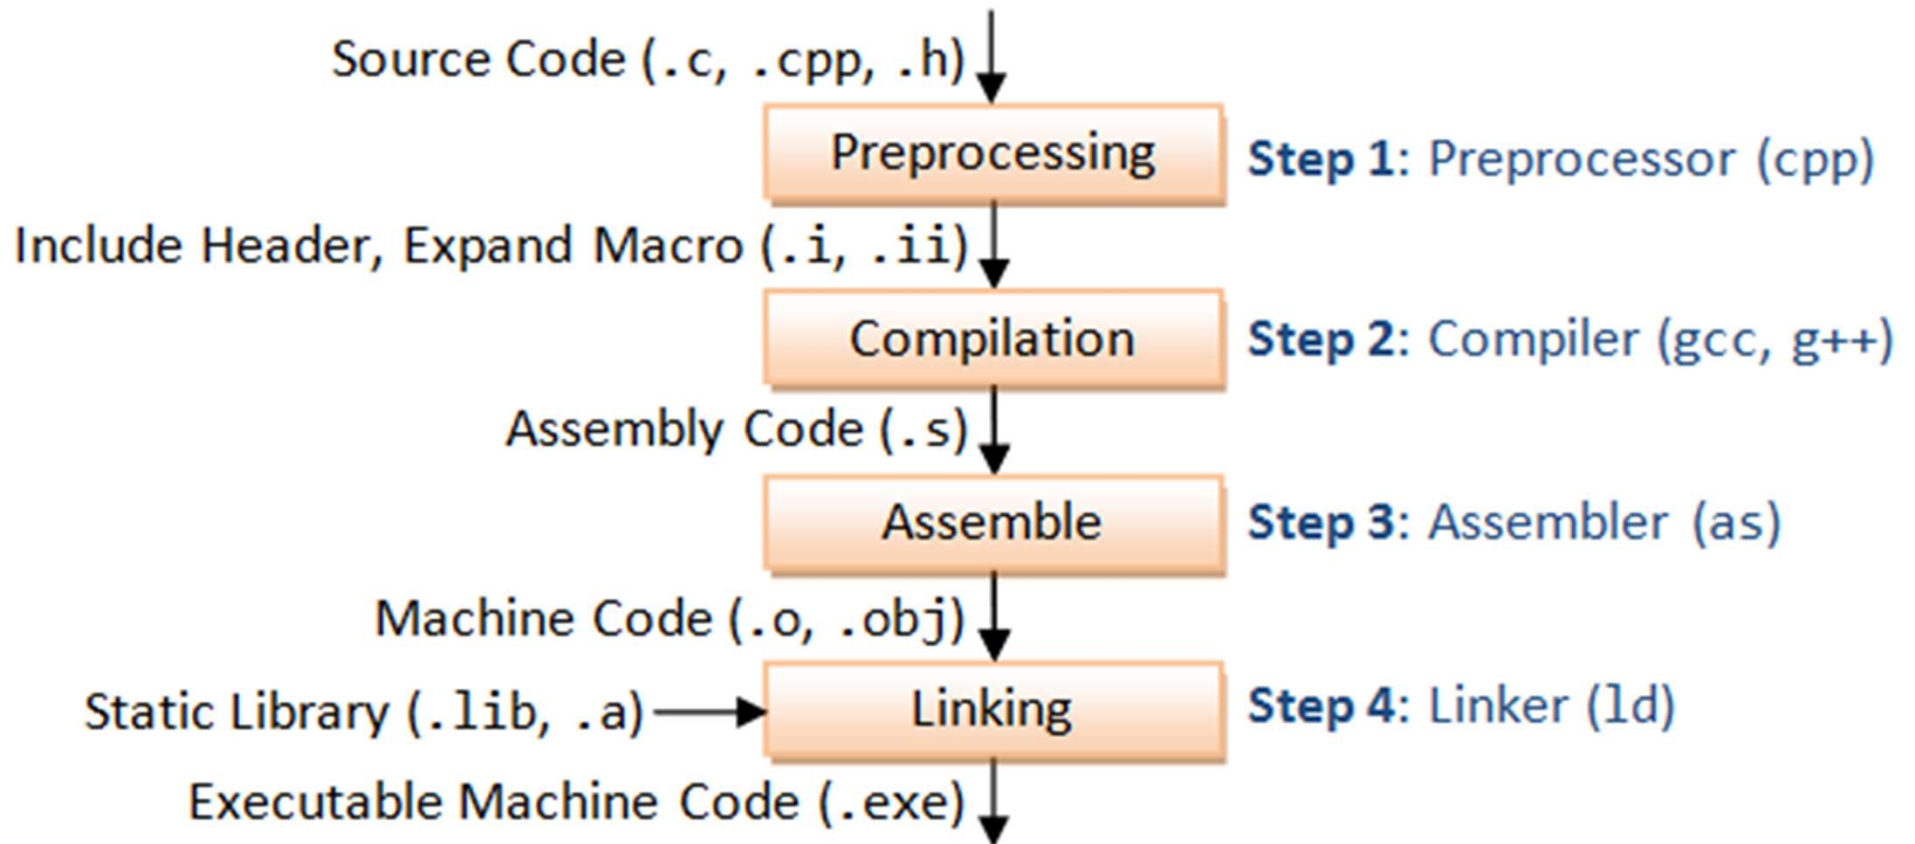 Source Code (.c, .cpp, .h)
Preprocessing
Step 1: Preprocessor (cpp)
Include Header, Expand Macro (.i, .ii)
Compilation
Step 2: Compiler (gcc, g++)
Assembly Code (.s)
Assemble
Step 3: Assembler (as)
Machine Code (.o, .obj)
Static Library (.lib, .a)
Linking
Step 4: Linker (ld)
Executable Machine Code (.exe)